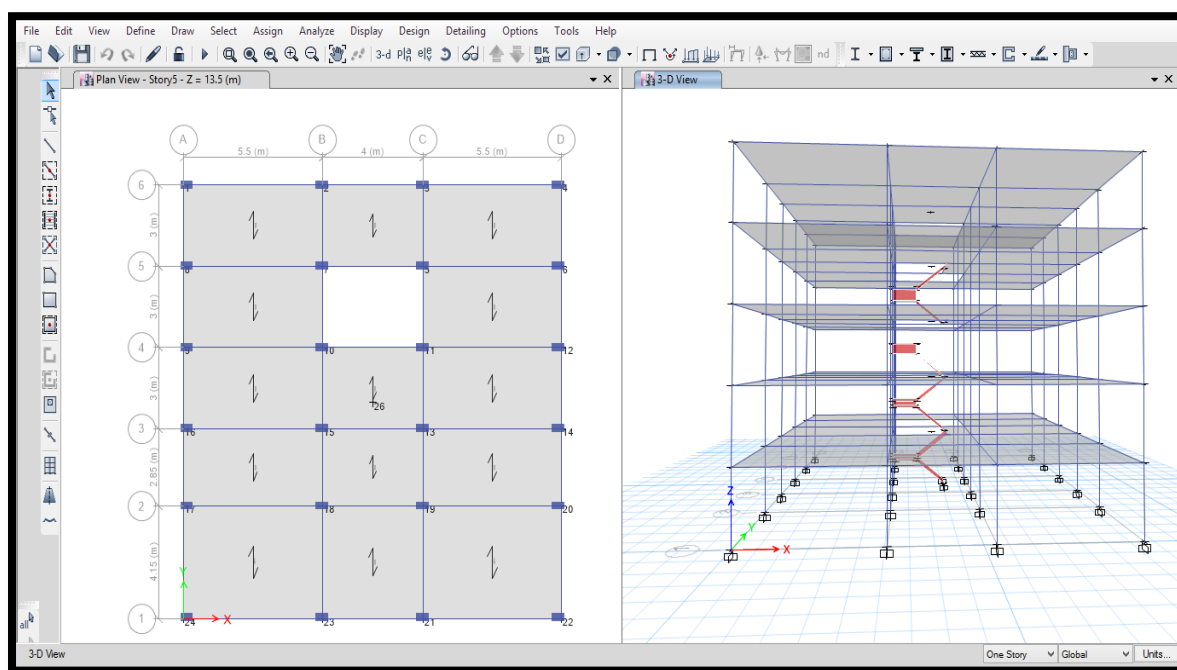 File Edit View Define Draw Select Assign Analyze Display Design Detailing Options Tools Help
3-d pla n ele v nd
Plan View - Story5 - Z = 13.5 (m)
3-D View
A B C D
5.5 (m) 4 (m) 5.5 (m)
6 1 2 3 4
3 (m)
5 8 7 5 6
3 (m)
4 9 10 11 12
3 (m)
26
3 16 15 13 14
2.85 (m)
2 17 18 19 20
4.15 (m)
Y
1 24 X 23 21 22
Z
Y
X
all
3-D View One Story Global Units...